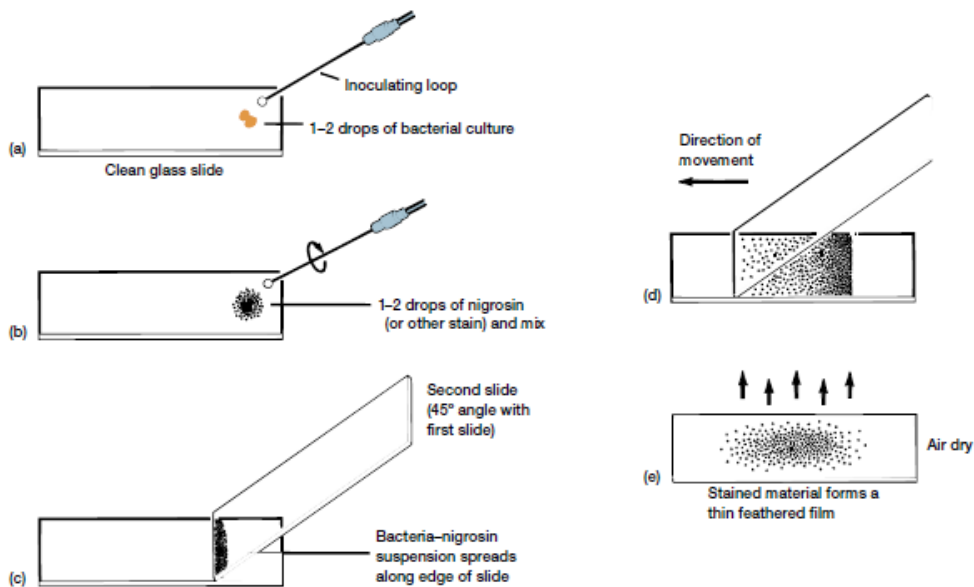 Inoculating loop
1–2 drops of bacterial culture
(a)
Clean glass slide
1–2 drops of nigrosin
(or other stain) and mix
(b)
Second slide
(45° angle with
first slide)
Bacteria–nigrosin
suspension spreads
along edge of slide
(c)
Direction of
movement
(d)
Air dry
(e)
Stained material forms a
thin feathered film